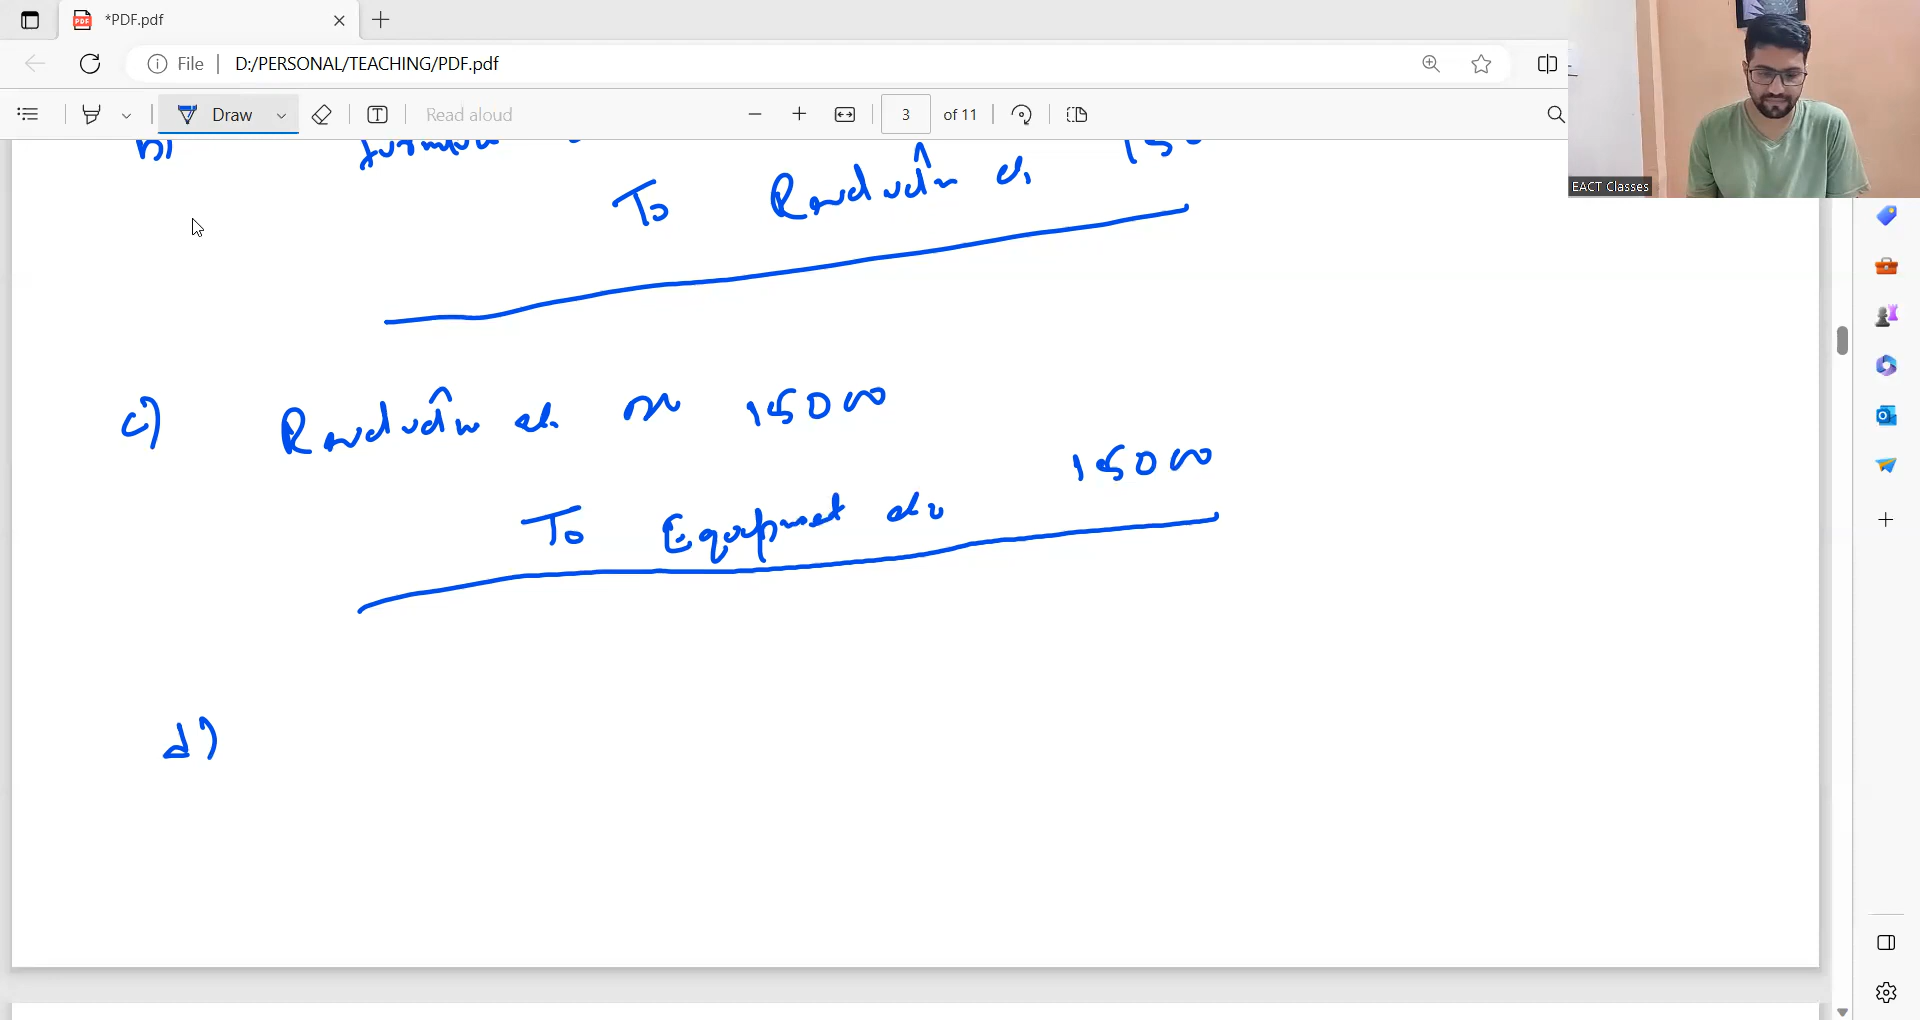 *PDF.pdf
File D:/PERSONAL/TEACHING/PDF.pdf
Draw Read aloud 3 of 11
EACT Classes
b)
To Revaluation a/c
c) Revaluation a/c Dr 15000
15000
To Equipment a/c
d)